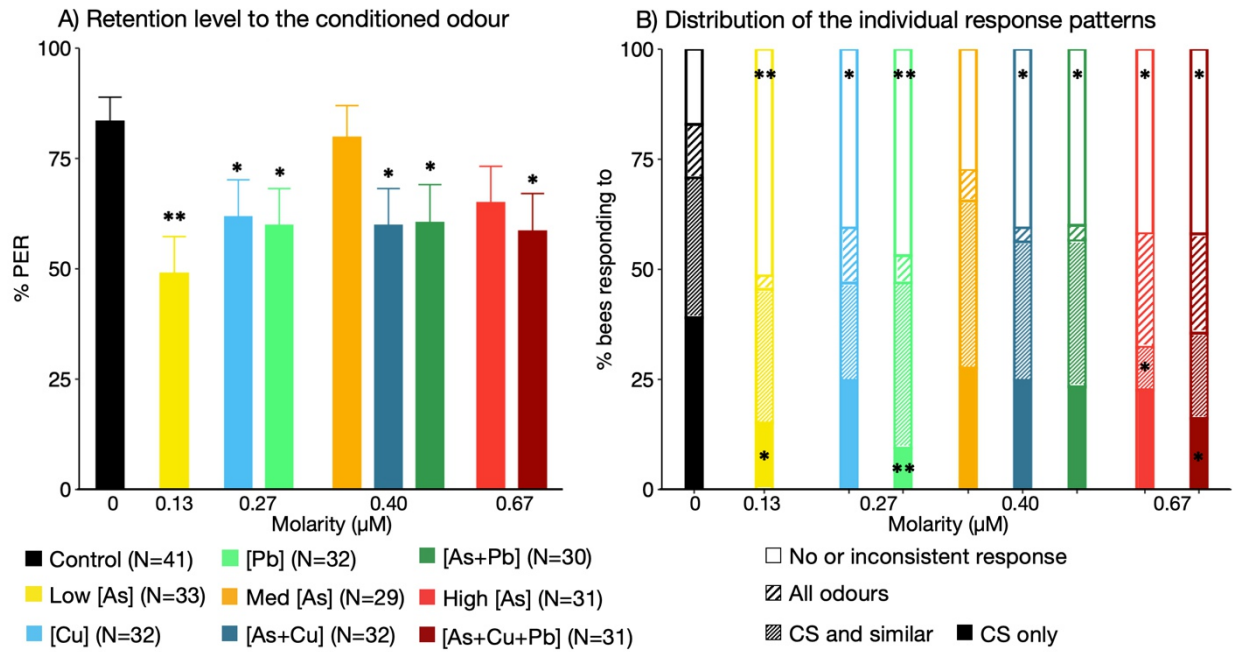 A) Retention level to the conditioned odour
100
75
50
25
0
% PER
**
*
*
*
*
*
0
0.13
0.27
0.40
0.67
Molarity (µM)
B) Distribution of the individual response patterns
100
75
50
25
0
% bees responding to
**
*
**
*
*
*
*
*
*
**
*
0
0.13
0.27
0.40
0.67
Molarity (µM)
Control (N=41)
Low [As] (N=33)
[Cu] (N=32)
[Pb] (N=32)
Med [As] (N=29)
[As+Cu] (N=32)
[As+Pb] (N=30)
High [As] (N=31)
[As+Cu+Pb] (N=31)
No or inconsistent response
All odours
CS and similar
CS only